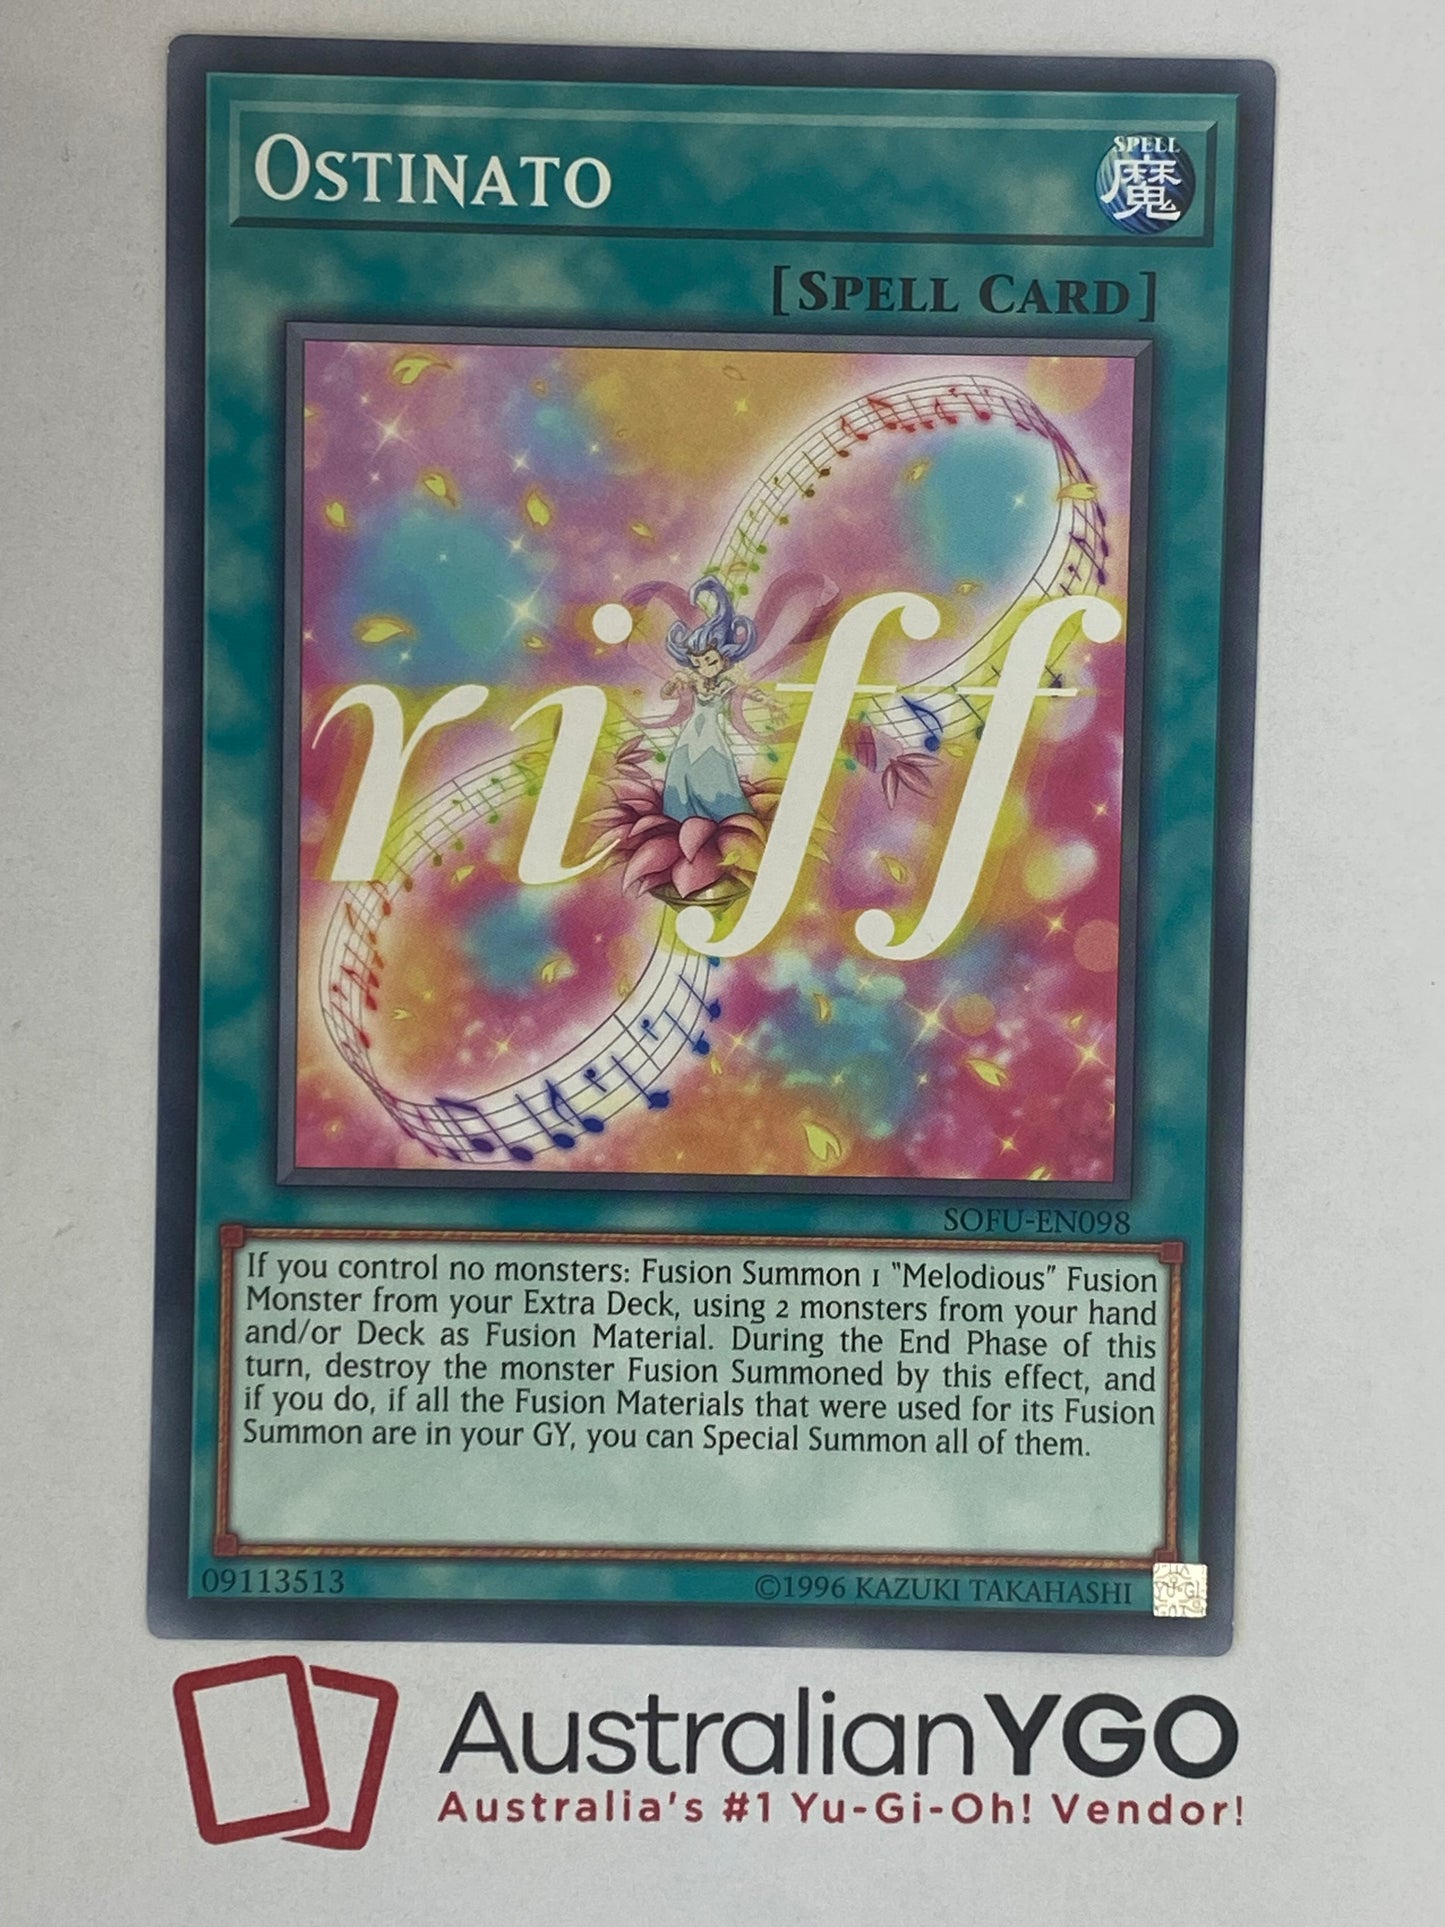 OSTINATO
SPELL
魔
[SPELL CARD]
riff
SOFU-EN098
If you control no monsters: Fusion Summon 1 "Melodious" Fusion
Monster from your Extra Deck, using 2 monsters from your hand
and/or Deck as Fusion Material. During the End Phase of this
turn, destroy the monster Fusion Summoned by this effect, and
if you do, if all the Fusion Materials that were used for its Fusion
Summon are in your GY, you can Special Summon all of them.
09113513
©1996 KAZUKI TAKAHASHI
YU-GI-
AustralianYGO
Australia's #1 Yu-Gi-Oh! Vendor!